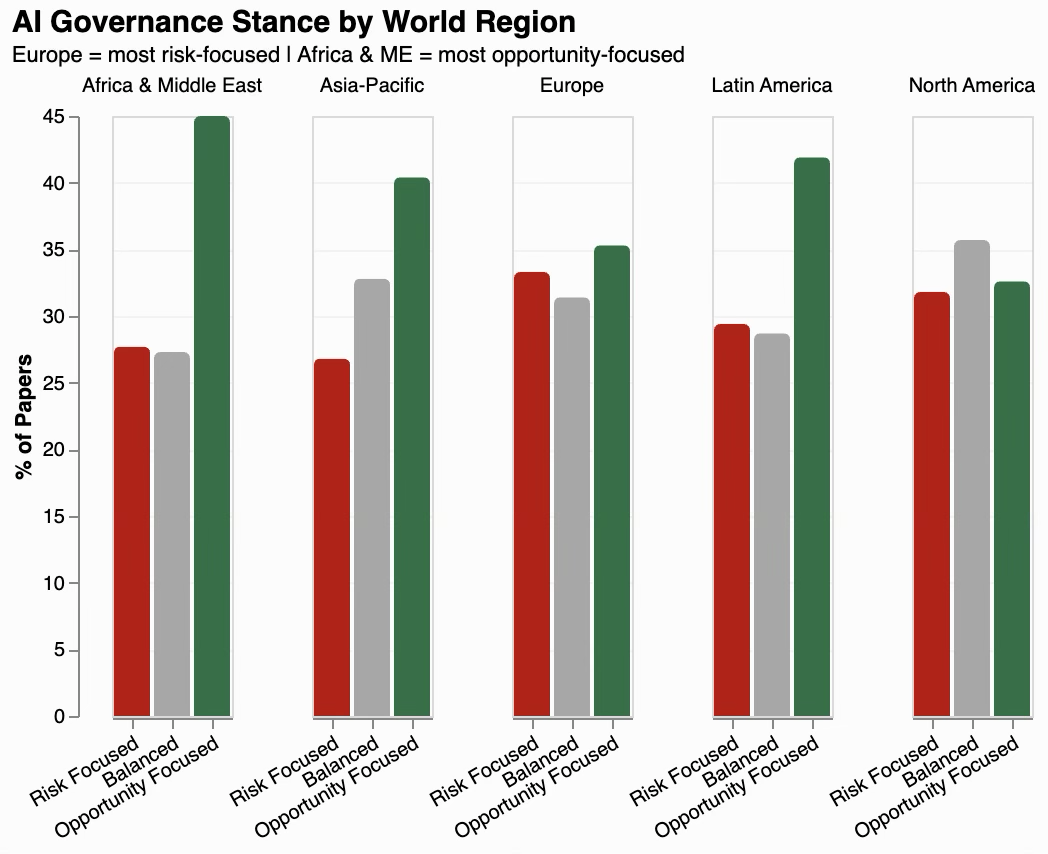 AI Governance Stance by World Region
Europe = most risk-focused | Africa & ME = most opportunity-focused
Africa & Middle East
Asia-Pacific
Europe
Latin America
North America
% of Papers
45
40
35
30
25
20
15
10
5
0
Risk Focused
Balanced
Opportunity Focused
Risk Focused
Balanced
Opportunity Focused
Risk Focused
Balanced
Opportunity Focused
Risk Focused
Balanced
Opportunity Focused
Risk Focused
Balanced
Opportunity Focused